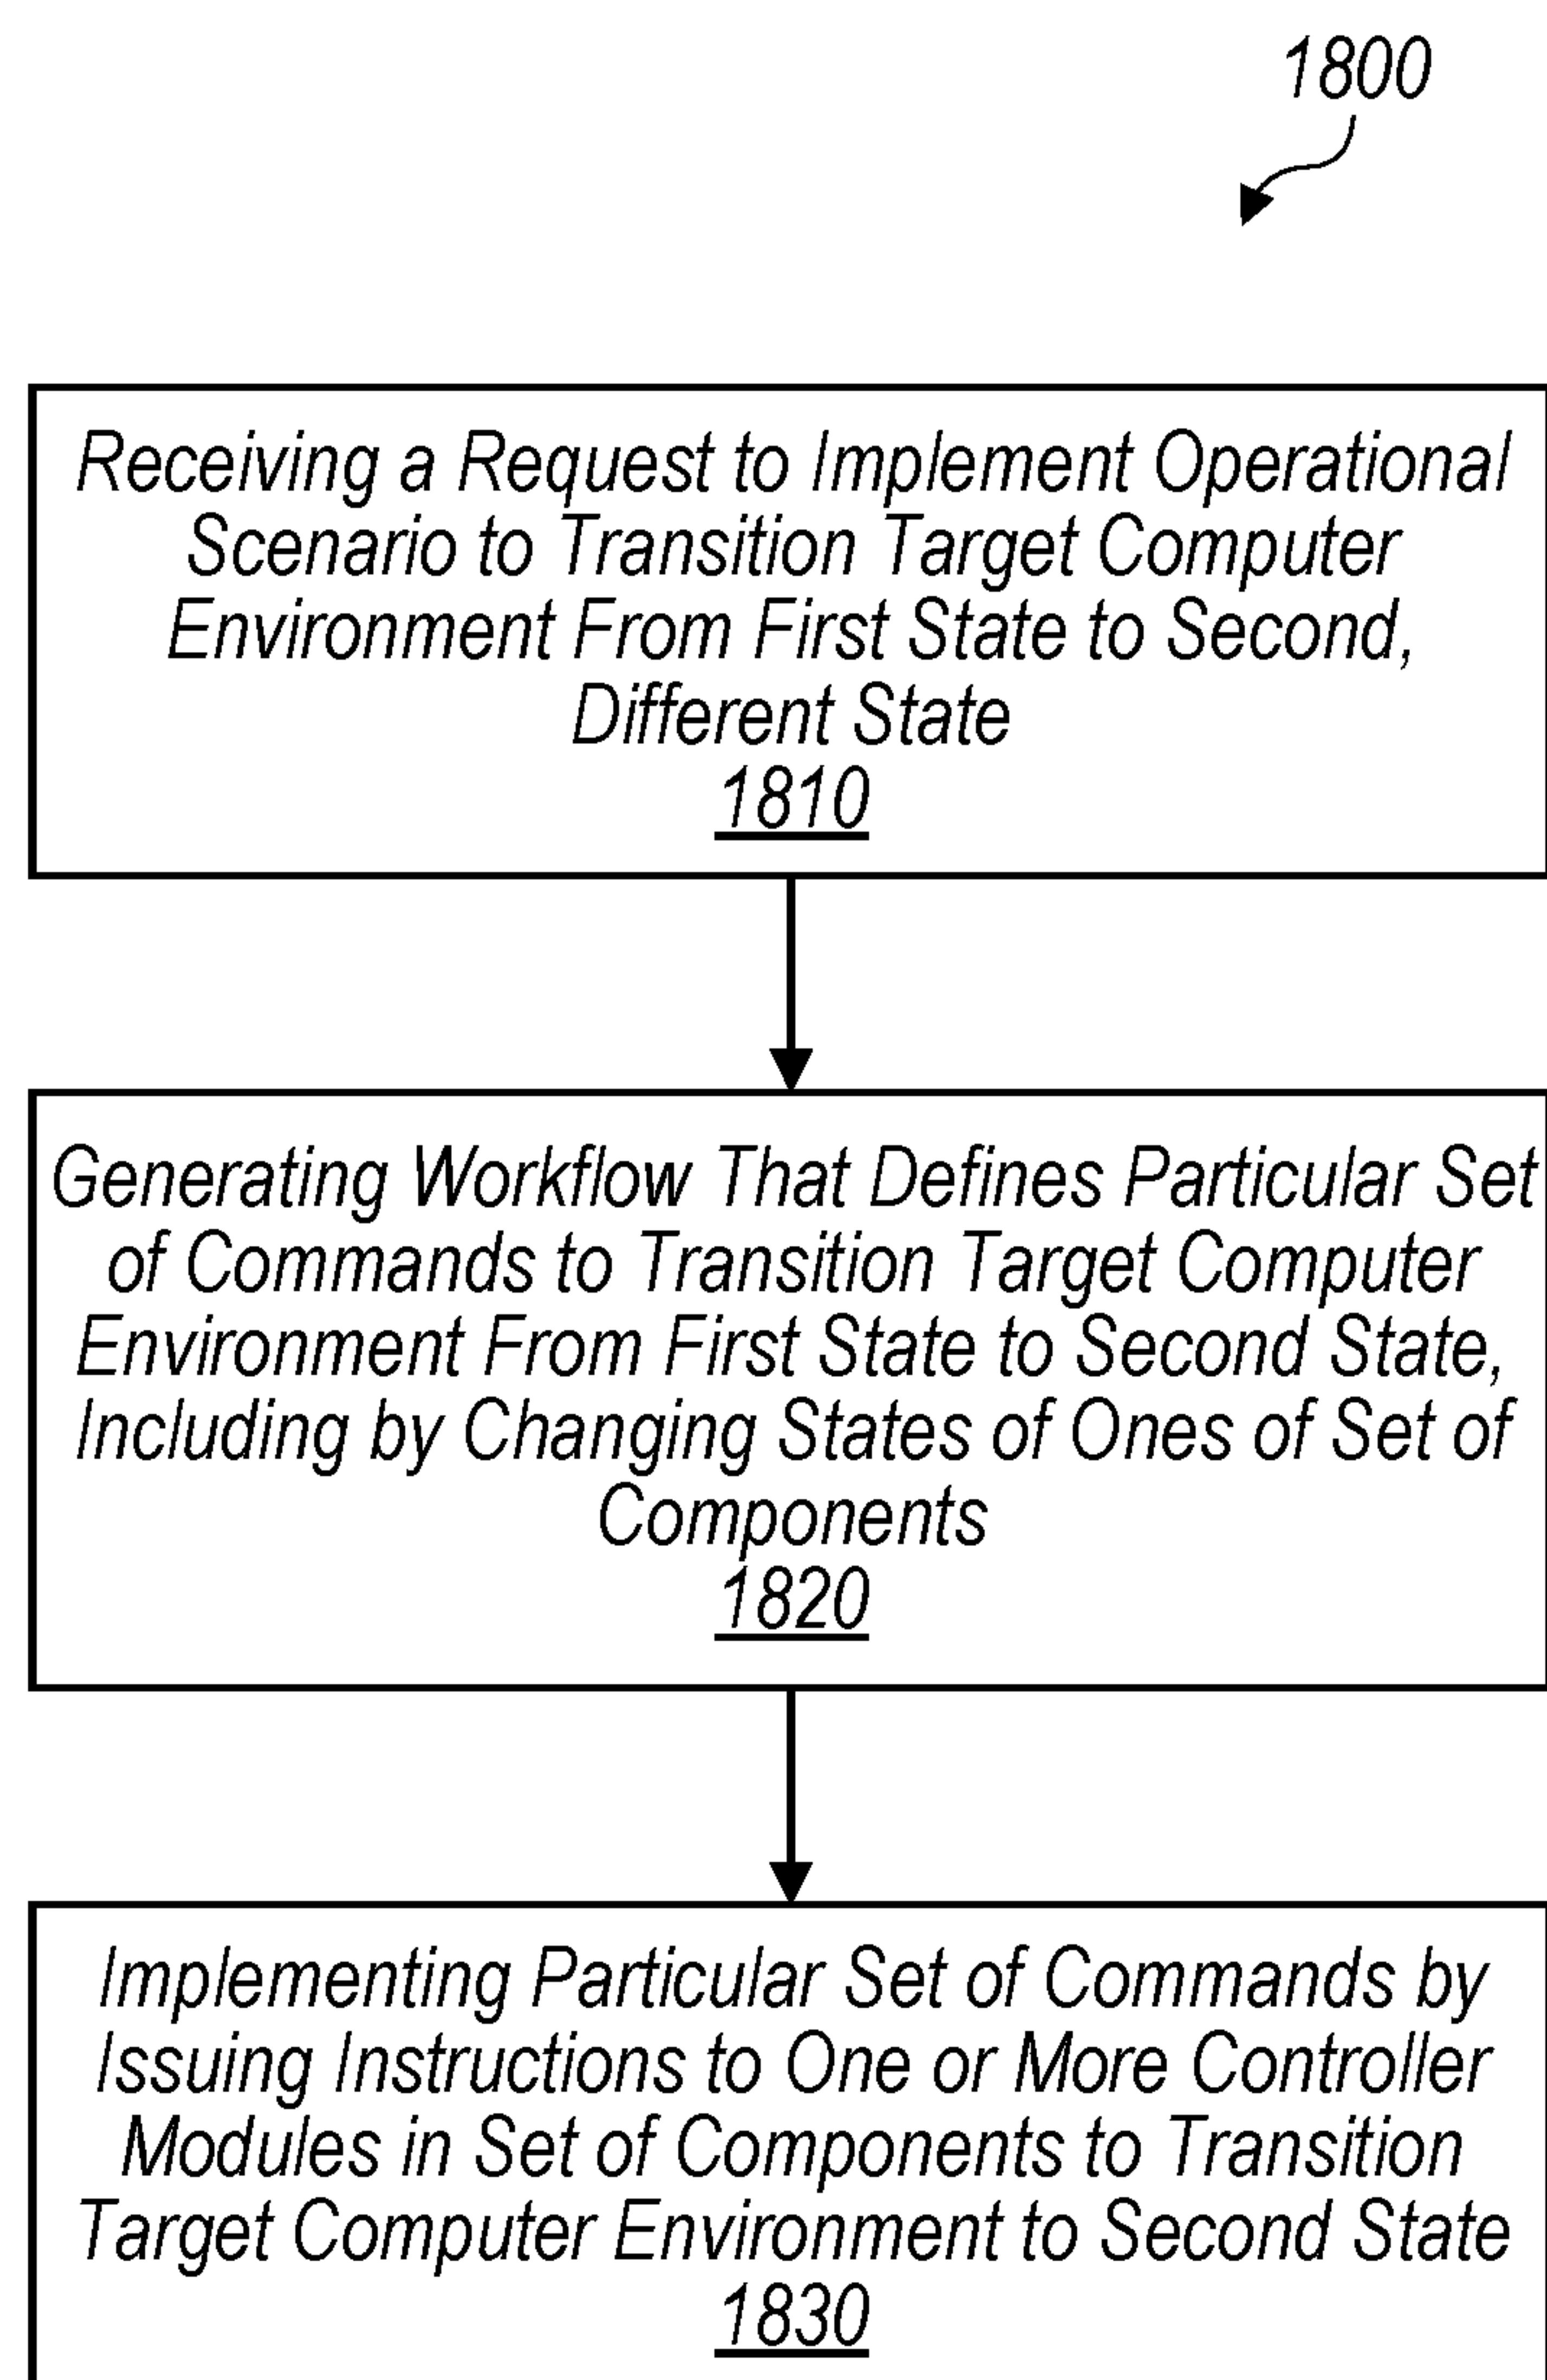 1800
Receiving a Request to Implement Operational
Scenario to Transition Target Computer
Environment From First State to Second,
Different State
1810
Generating Workflow That Defines Particular Set
of Commands to Transition Target Computer
Environment From First State to Second State,
Including by Changing States of Ones of Set of
Components
1820
Implementing Particular Set of Commands by
Issuing Instructions to One or More Controller
Modules in Set of Components to Transition
Target Computer Environment to Second State
1830